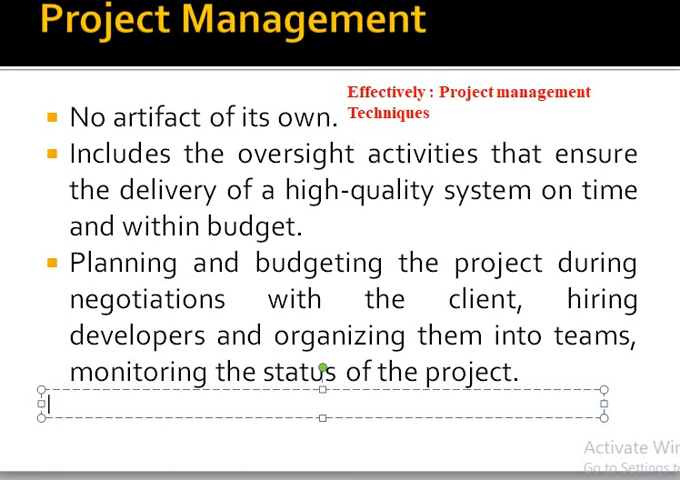 Project Management
Effectively : Project management
Techniques
No artifact of its own.
Includes the oversight activities that ensure
the delivery of a high-quality system on time
and within budget.
Planning and budgeting the project during
negotiations with the client, hiring
developers and organizing them into teams,
monitoring the status of the project.
Activate Win
Go to Settings t